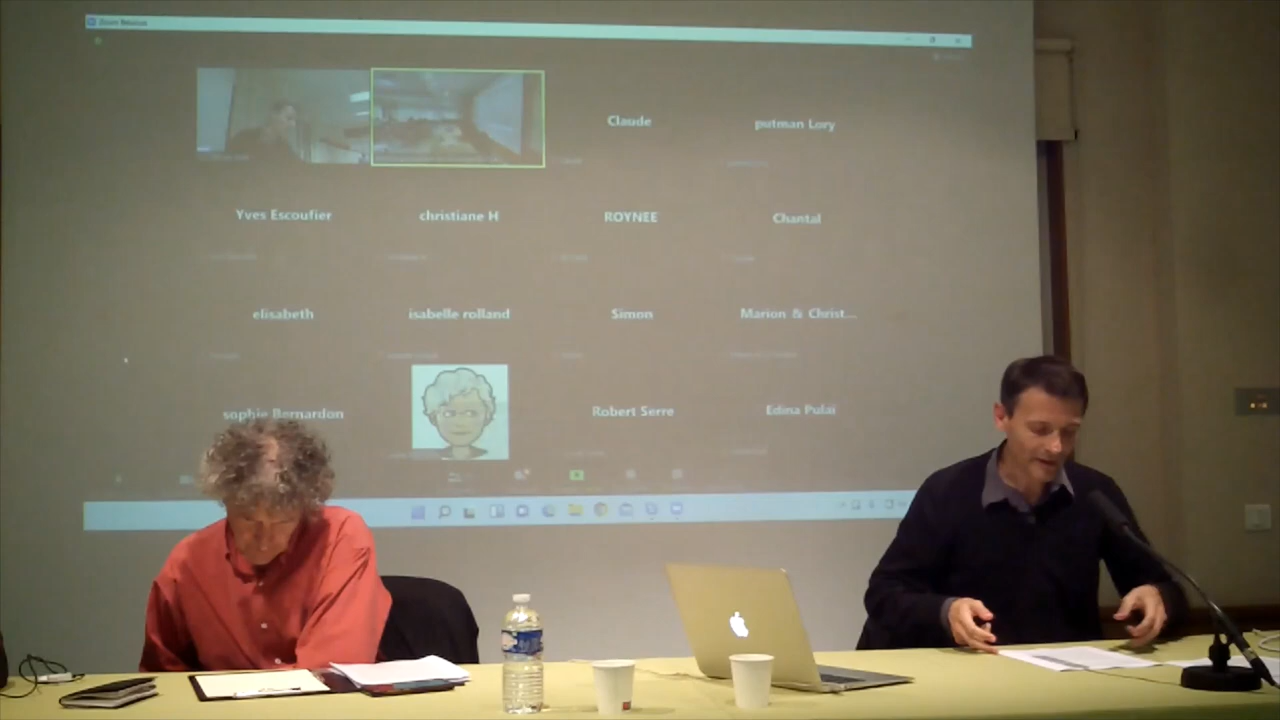 Zoom Réunion
Claude
putman Lory
Yves Escoufier
christiane H
ROYNEE
Chantal
elisabeth
isabelle rolland
Simon
Marion & Christ...
sophie Bernardon
Robert Serre
Edina Pulai